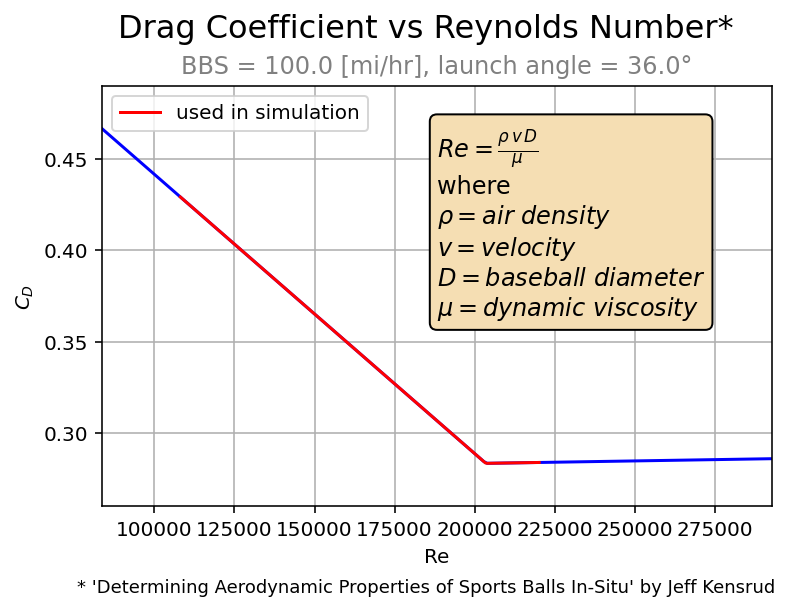 Drag Coefficient vs Reynolds Number*
BBS = 100.0 [mi/hr], launch angle = 36.0°
used in simulation
Re = ρ v D / μ
where
ρ = air density
v = velocity
D = baseball diameter
μ = dynamic viscosity
C_D
0.45
0.40
0.35
0.30
100000 125000 150000 175000 200000 225000 250000 275000
Re
* 'Determining Aerodynamic Properties of Sports Balls In-Situ' by Jeff Kensrud